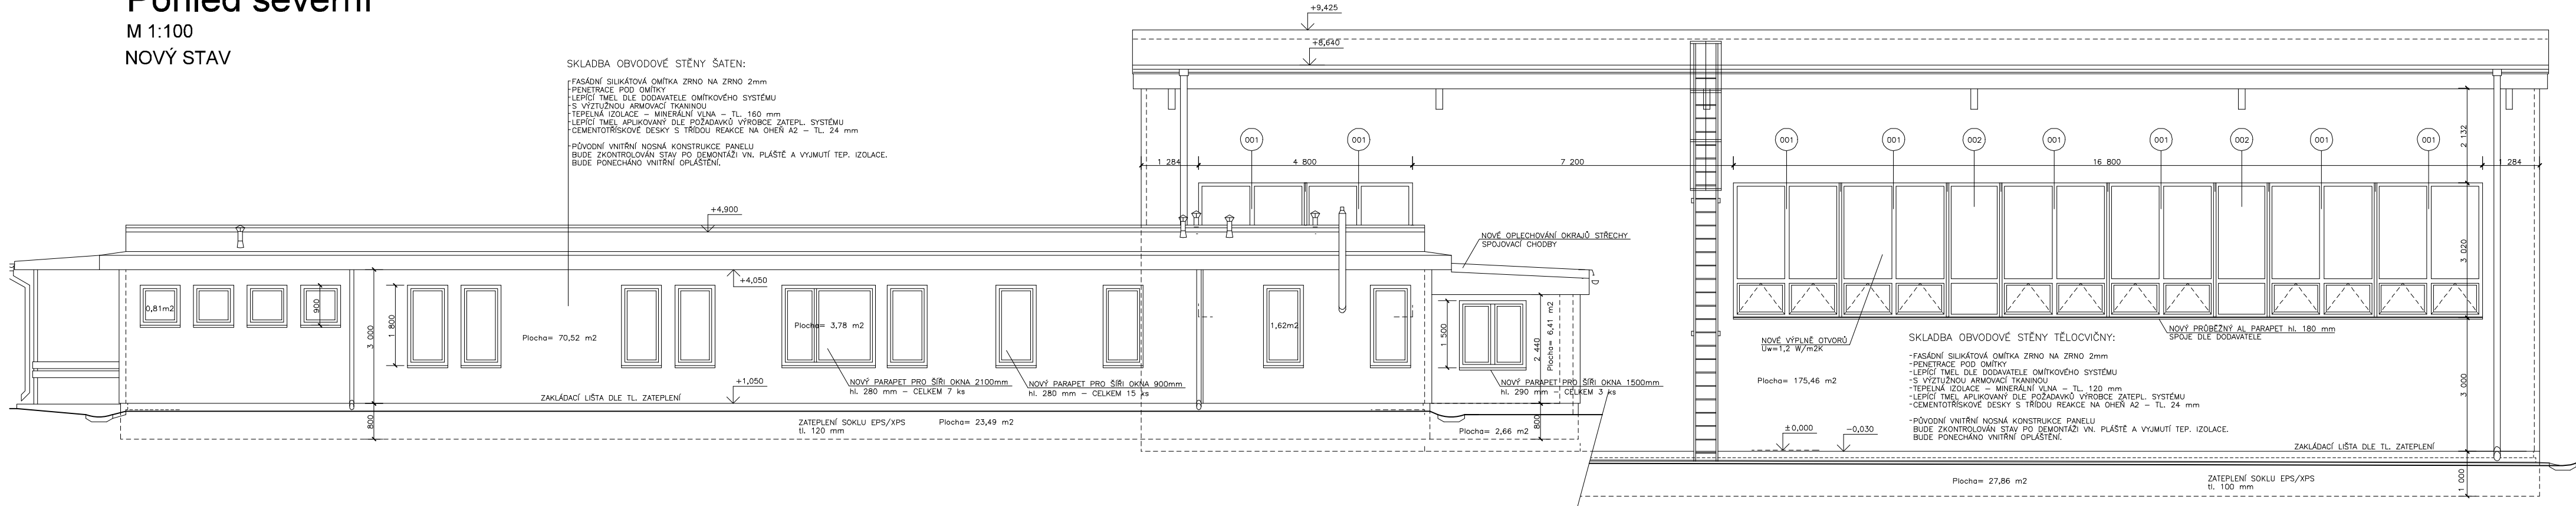 Pohled severní
M 1:100
NOVÝ STAV
SKLADBA OBVODOVÉ STĚNY ŠATEN:
-FASÁDNÍ SILIKÁTOVÁ OMÍTKA ZRNO NA ZRNO 2mm
-PENETRACE POD OMÍTKY
-LEPÍCÍ TMEL DLE DODAVATELE OMÍTKOVÉHO SYSTÉMU
-S VÝZTUŽNOU ARMOVACÍ TKANINOU
-TEPELNÁ IZOLACE – MINERÁLNÍ VLNA – TL. 160 mm
-LEPÍCÍ TMEL APLIKOVANÝ DLE POŽADAVKŮ VÝROBCE ZATEPL. SYSTÉMU
-CEMENTOTŘÍSKOVÉ DESKY S TŘÍDOU REAKCE NA OHEŇ A2 – TL. 24 mm
-PŮVODNÍ VNITŘNÍ NOSNÁ KONSTRUKCE PANELU
BUDE ZKONTROLOVÁN STAV PO DEMONTÁŽI VN. PLÁŠTĚ A VYJMUTÍ TEP. IZOLACE.
BUDE PONECHÁNO VNITŘNÍ OPLÁŠTĚNÍ.
+9,425
+8,640
001
001
001
001
002
001
001
002
001
001
1 284
4 800
7 200
16 800
1 284
2 132
3 020
3 000
1 000
+4,900
+4,050
+1,050
NOVÉ OPLECHOVÁNÍ OKRAJŮ STŘECHY
SPOJOVACÍ CHODBY
0,81m2
900
3 000
1 800
800
Plocha= 70,52 m2
Plocha= 3,78 m2
1,62m2
1 500
2 440
Plocha= 6,41 m2
800
NOVÝ PARAPET PRO ŠÍŘI OKNA 2100mm
hl. 280 mm – CELKEM 7 ks
NOVÝ PARAPET PRO ŠÍŘI OKNA 900mm
hl. 280 mm – CELKEM 15 ks
NOVÝ PARAPET PRO ŠÍŘI OKNA 1500mm
hl. 290 mm – CELKEM 3 ks
ZAKLÁDACÍ LIŠTA DLE TL. ZATEPLENÍ
ZATEPLENÍ SOKLU EPS/XPS
tl. 120 mm
Plocha= 23,49 m2
Plocha= 2,66 m2
NOVÉ VÝPLNĚ OTVORŮ
Uw=1,2 W/m2K
NOVÝ PRŮBĚŽNÝ AL PARAPET hl. 180 mm
SPOJE DLE DODAVATELE
Plocha= 175,46 m2
SKLADBA OBVODOVÉ STĚNY TĚLOCVIČNY:
-FASÁDNÍ SILIKÁTOVÁ OMÍTKA ZRNO NA ZRNO 2mm
-PENETRACE POD OMÍTKY
-LEPÍCÍ TMEL DLE DODAVATELE OMÍTKOVÉHO SYSTÉMU
-S VÝZTUŽNOU ARMOVACÍ TKANINOU
-TEPELNÁ IZOLACE – MINERÁLNÍ VLNA – TL. 120 mm
-LEPÍCÍ TMEL APLIKOVANÝ DLE POŽADAVKŮ VÝROBCE ZATEPL. SYSTÉMU
-CEMENTOTŘÍSKOVÉ DESKY S TŘÍDOU REAKCE NA OHEŇ A2 – TL. 24 mm
-PŮVODNÍ VNITŘNÍ NOSNÁ KONSTRUKCE PANELU
BUDE ZKONTROLOVÁN STAV PO DEMONTÁŽI VN. PLÁŠTĚ A VYJMUTÍ TEP. IZOLACE.
BUDE PONECHÁNO VNITŘNÍ OPLÁŠTĚNÍ.
±0,000
-0,030
ZAKLÁDACÍ LIŠTA DLE TL. ZATEPLENÍ
Plocha= 27,86 m2
ZATEPLENÍ SOKLU EPS/XPS
tl. 100 mm